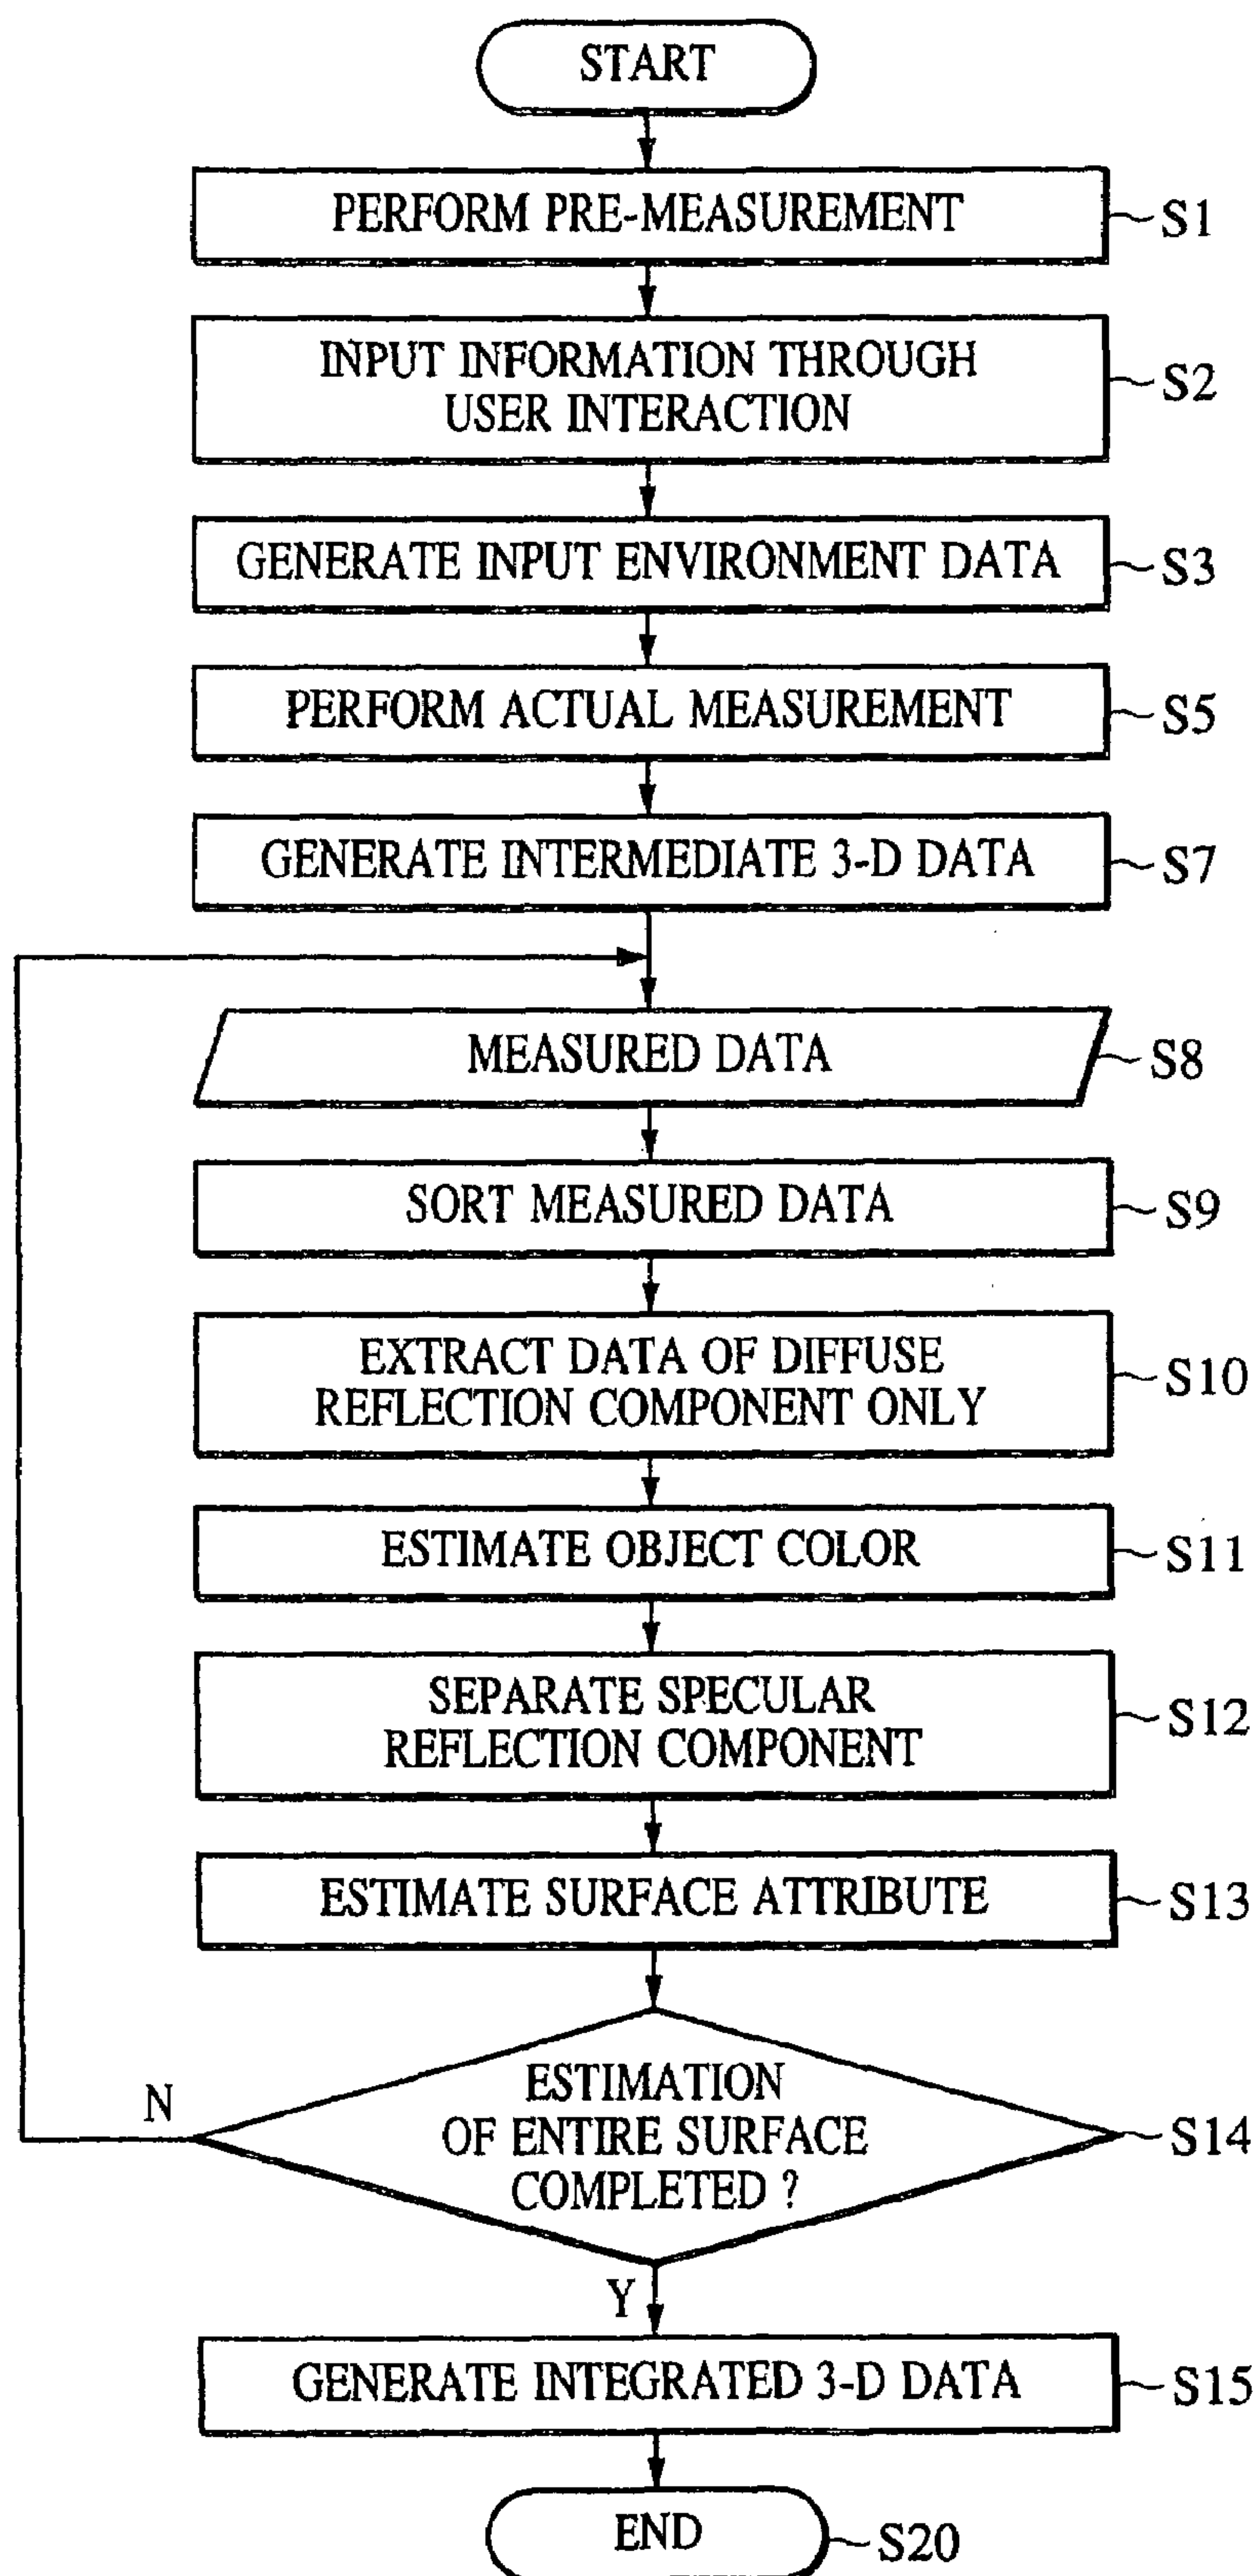 START
PERFORM PRE-MEASUREMENT
S1
INPUT INFORMATION THROUGH
USER INTERACTION
S2
GENERATE INPUT ENVIRONMENT DATA
S3
PERFORM ACTUAL MEASUREMENT
S5
GENERATE INTERMEDIATE 3-D DATA
S7
MEASURED DATA
S8
SORT MEASURED DATA
S9
EXTRACT DATA OF DIFFUSE
REFLECTION COMPONENT ONLY
S10
ESTIMATE OBJECT COLOR
S11
SEPARATE SPECULAR
REFLECTION COMPONENT
S12
ESTIMATE SURFACE ATTRIBUTE
S13
ESTIMATION
OF ENTIRE SURFACE
COMPLETED ?
S14
N
Y
GENERATE INTEGRATED 3-D DATA
S15
END
S20